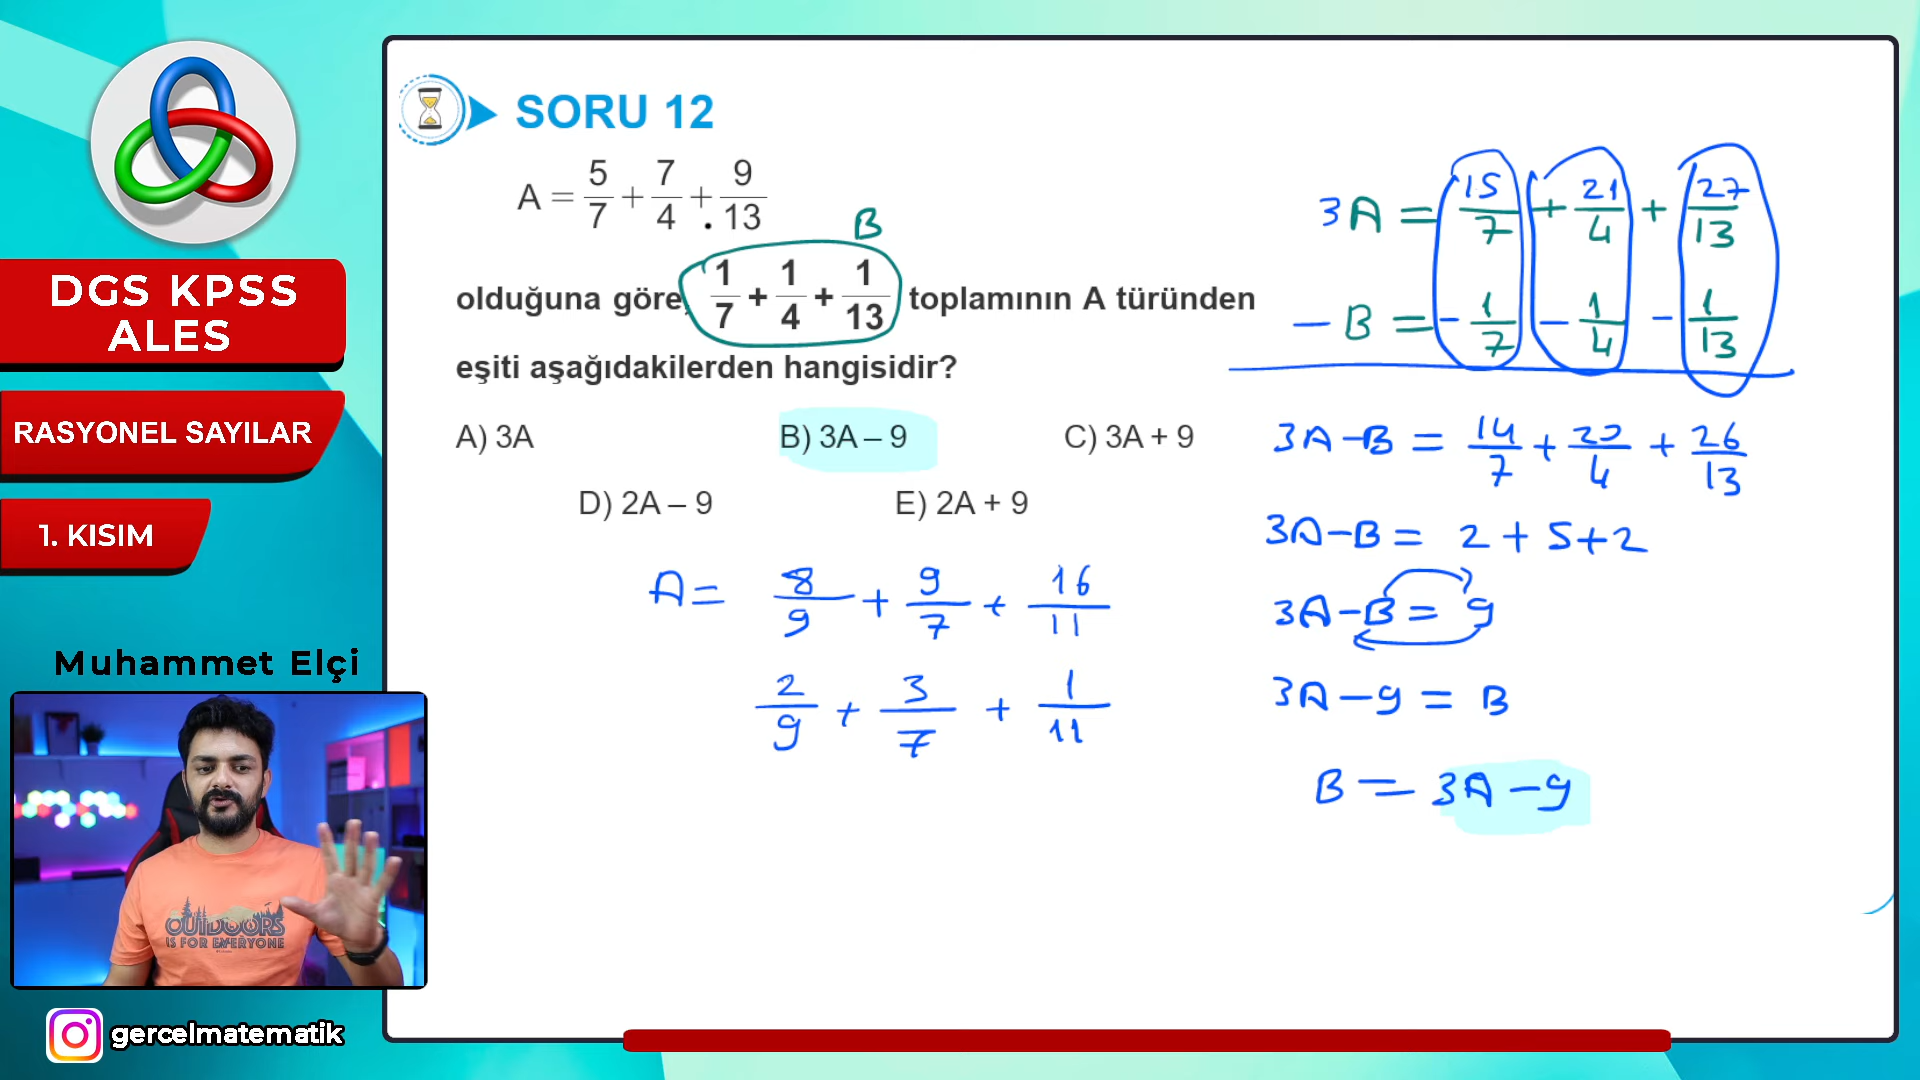 DGS KPSS
ALES
RASYONEL SAYILAR
1. KISIM
Muhammet Elçi
OUTDOORS
IS FOR EVERYONE
gercelmatematik
SORU 12
A = 5/7 + 7/4 + 9/13
B
olduğuna göre, 1/7 + 1/4 + 1/13 toplamının A türünden
eşiti aşağıdakilerden hangisidir?
A) 3A B) 3A – 9 C) 3A + 9
D) 2A – 9 E) 2A + 9
A = 8/9 + 9/7 + 16/11
2/9 + 3/7 + 1/11
3A = 15/7 + 21/4 + 27/13
- B = - 1/7 - 1/4 - 1/13
3A - B = 14/7 + 20/4 + 26/13
3A - B = 2 + 5 + 2
3A - B = 9
3A - 9 = B
B = 3A - 9